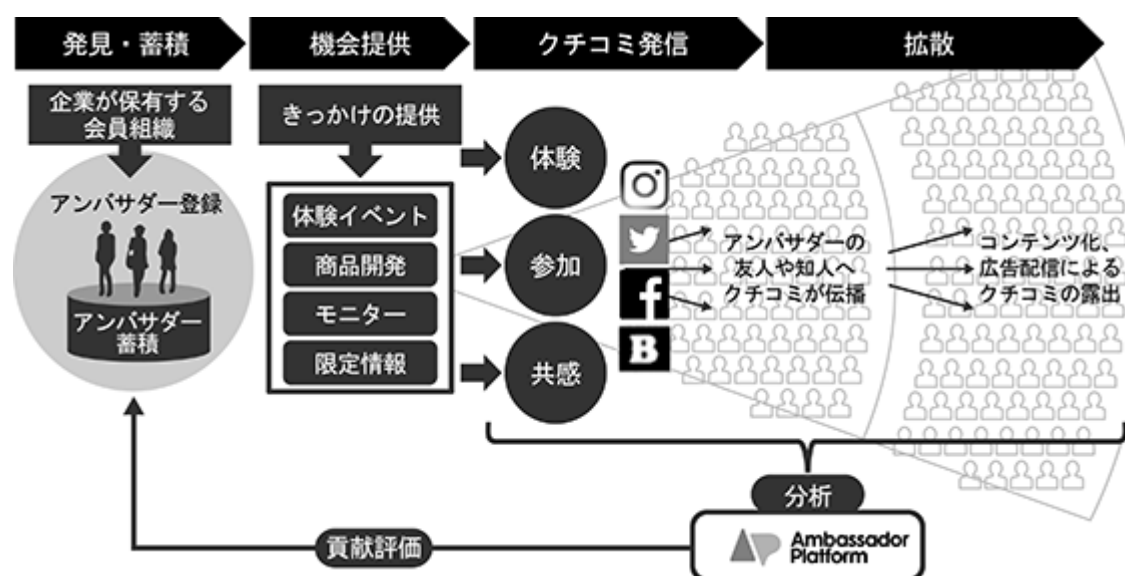 発見・蓄積
機会提供
クチコミ発信
拡散
企業が保有する
会員組織
アンバサダー登録
アンバサダー
蓄積
きっかけの提供
体験イベント
商品開発
モニター
限定情報
体験
参加
共感
f
B
アンバサダーの
友人や知人へ
クチコミが伝播
コンテンツ化、
広告配信による
クチコミの露出
分析
Ambassador
Platform
貢献評価